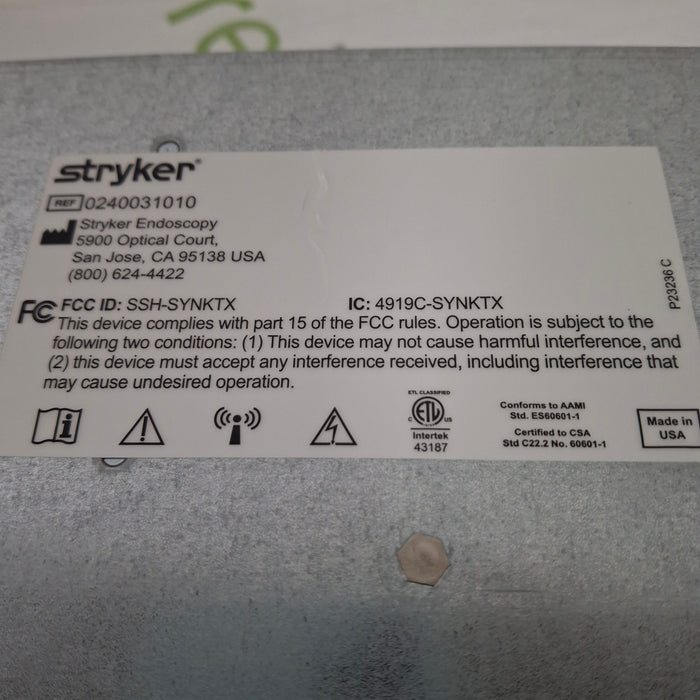 re
stryker®
REF 0240031010
Stryker Endoscopy
5900 Optical Court,
San Jose, CA 95138 USA
(800) 624-4422
P23236 C
FC FCC ID: SSH-SYNKTX IC: 4919C-SYNKTX
This device complies with part 15 of the FCC rules. Operation is subject to the
following two conditions: (1) This device may not cause harmful interference, and
(2) this device must accept any interference received, including interference that
may cause undesired operation.
ETL CLASSIFIED
C ETL US
Intertek
43187
Conforms to AAMI
Std. ES60601-1
Certified to CSA
Std C22.2 No. 60601-1
Made in
USA